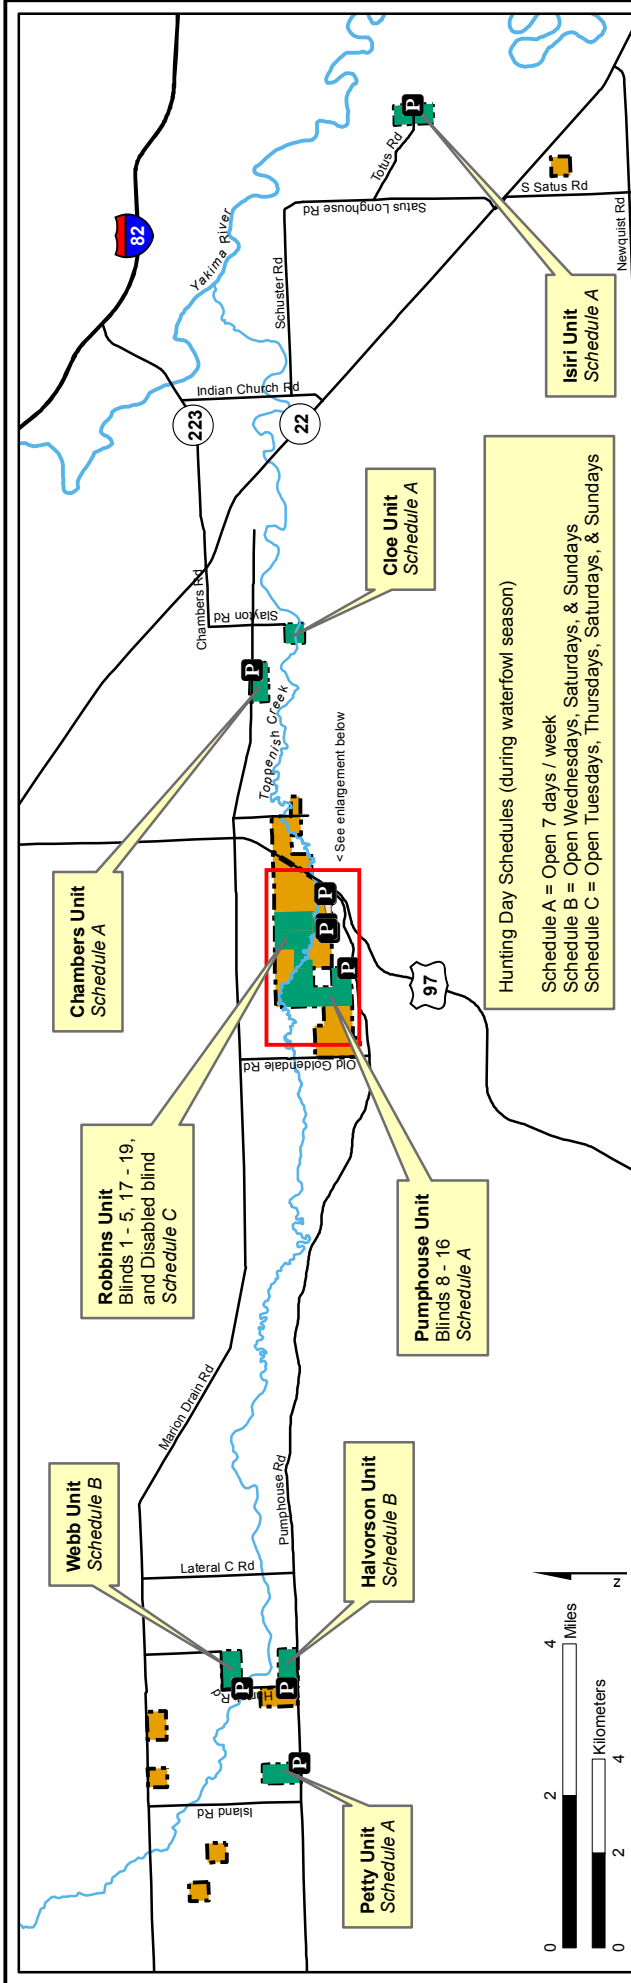 82
Yakima River
Totus Rd
S Satus Rd
Satus Longhouse Rd
Newquist Rd
Schuster Rd
Indian Church Rd
223
22
Isiri Unit
Schedule A
Chambers Rd
Slayton Rd
Cloe Unit
Schedule A
Toppenish Creek
Chambers Unit
Schedule A
< See enlargement below
97
Old Goldendale Rd
Robbins Unit
Blinds 1 - 5, 17 - 19,
and Disabled blind
Schedule C
Pumphouse Unit
Blinds 8 - 16
Schedule A
Hunting Day Schedules (during waterfowl season)
Schedule A = Open 7 days / week
Schedule B = Open Wednesdays, Saturdays, & Sundays
Schedule C = Open Tuesdays, Thursdays, Saturdays, & Sundays
Marion Drain Rd
Pumphouse Rd
Lateral C Rd
Webb Unit
Schedule B
Halvorson Unit
Schedule B
Island Rd
Petty Unit
Schedule A
P
P
P
P
P
P
P
P
0 2 4
Miles
0 2 4
Kilometers
N